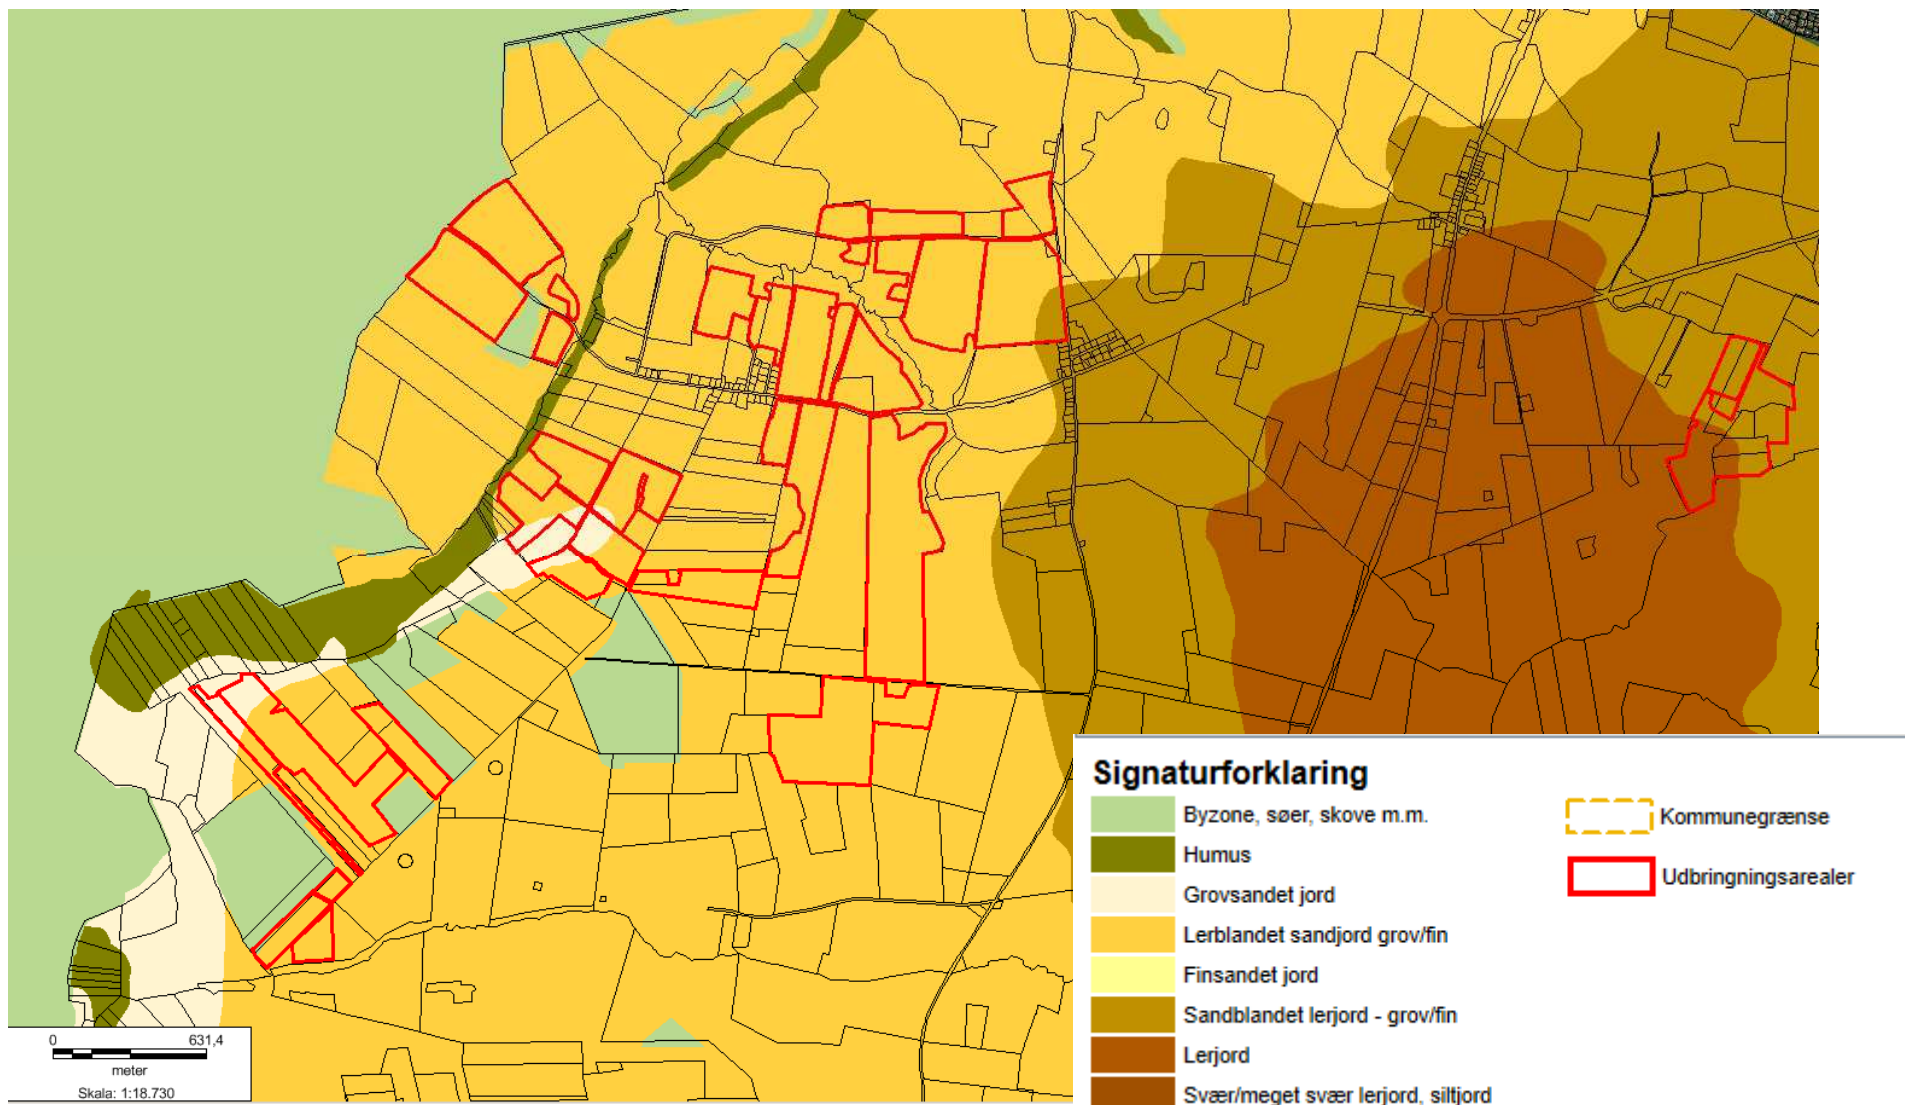 Signaturforklaring
Byzone, søer, skove m.m.
Humus
Grovsandet jord
Lerblandet sandjord grov/fin
Finsandet jord
Sandblandet lerjord - grov/fin
Lerjord
Svær/meget svær lerjord, siltjord
Kommunegrænse
Udbringningsarealer
0 631,4
meter
Skala: 1:18.730